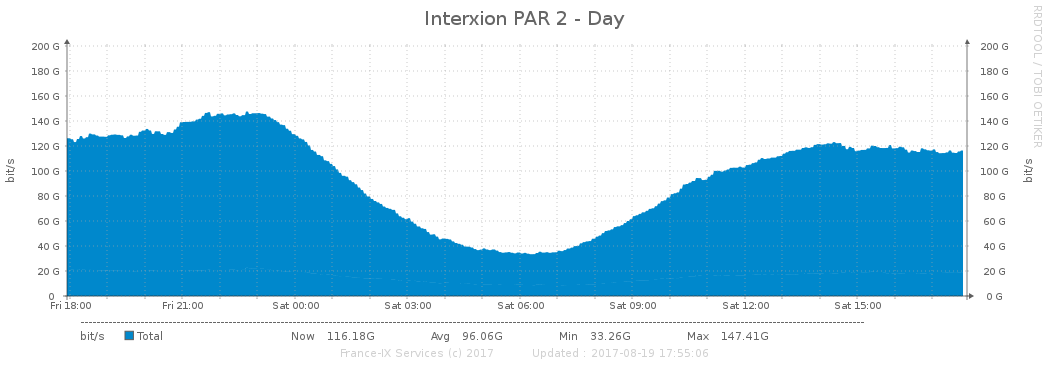 Interxion PAR 2 - Day
RRDTOOL / TOBI OETIKER
200 G 200 G
180 G 180 G
160 G 160 G
140 G 140 G
120 G 120 G
100 G 100 G
80 G 80 G
60 G 60 G
40 G 40 G
20 G 20 G
0 0 G
bit/s bit/s
Fri 18:00 Fri 21:00 Sat 00:00 Sat 03:00 Sat 06:00 Sat 09:00 Sat 12:00 Sat 15:00
bit/s Total Now 116.18G Avg 96.06G Min 33.26G Max 147.41G
France-IX Services (c) 2017 Updated : 2017-08-19 17:55:06